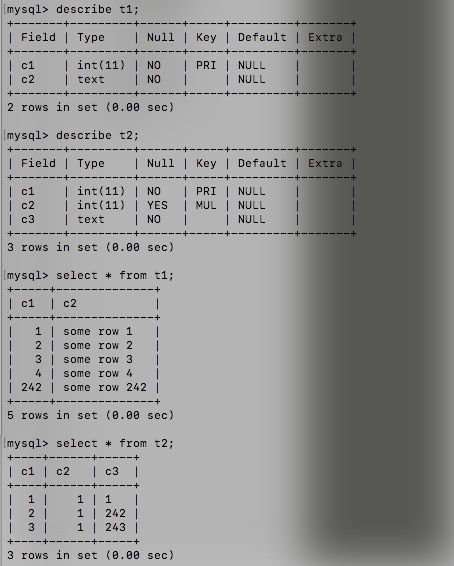 [mysql> describe t1;
+-------+---------+------+-----+---------+-------+
| Field | Type    | Null | Key | Default | Extra |
+-------+---------+------+-----+---------+-------+
| c1    | int(11) | NO   | PRI | NULL    |       |
| c2    | text    | NO   |     | NULL    |       |
+-------+---------+------+-----+---------+-------+
2 rows in set (0.00 sec)
[mysql> describe t2;
+-------+---------+------+-----+---------+-------+
| Field | Type    | Null | Key | Default | Extra |
+-------+---------+------+-----+---------+-------+
| c1    | int(11) | NO   | PRI | NULL    |       |
| c2    | int(11) | YES  | MUL | NULL    |       |
| c3    | text    | NO   |     | NULL    |       |
+-------+---------+------+-----+---------+-------+
3 rows in set (0.00 sec)
[mysql> select * from t1;
+-----+--------------+
| c1  | c2           |
+-----+--------------+
|   1 | some row 1   |
|   2 | some row 2   |
|   3 | some row 3   |
|   4 | some row 4   |
| 242 | some row 242 |
+-----+--------------+
5 rows in set (0.00 sec)
[mysql> select * from t2;
+----+------+-----+
| c1 | c2   | c3  |
+----+------+-----+
|  1 |    1 | 1   |
|  2 |    1 | 242 |
|  3 |    1 | 243 |
+----+------+-----+
3 rows in set (0.00 sec)